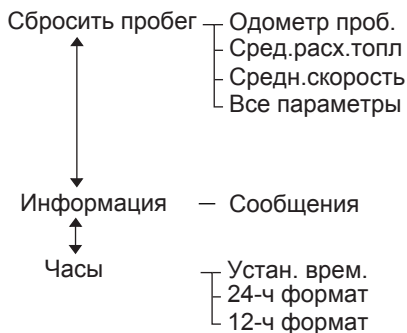 Сбросить пробег Одометр проб.
Сред.расх.топл
Средн.скорость
Все параметры
Информация — Сообщения
Часы Устан. врем.
24-ч формат
12-ч формат